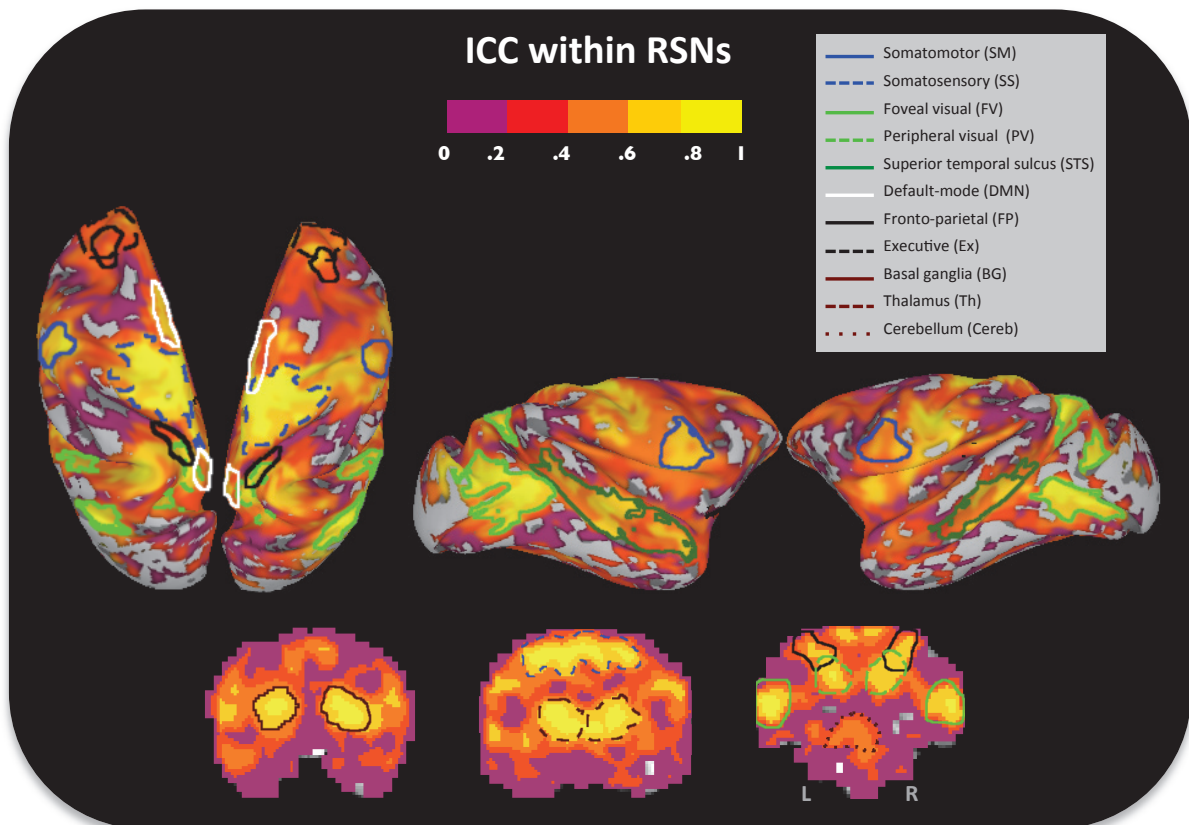 ICC within RSNs
0 .2 .4 .6 .8 1
Somatomotor (SM)
Somatosensory (SS)
Foveal visual (FV)
Peripheral visual (PV)
Superior temporal sulcus (STS)
Default-mode (DMN)
Fronto-parietal (FP)
Executive (Ex)
Basal ganglia (BG)
Thalamus (Th)
Cerebellum (Cereb)
L R